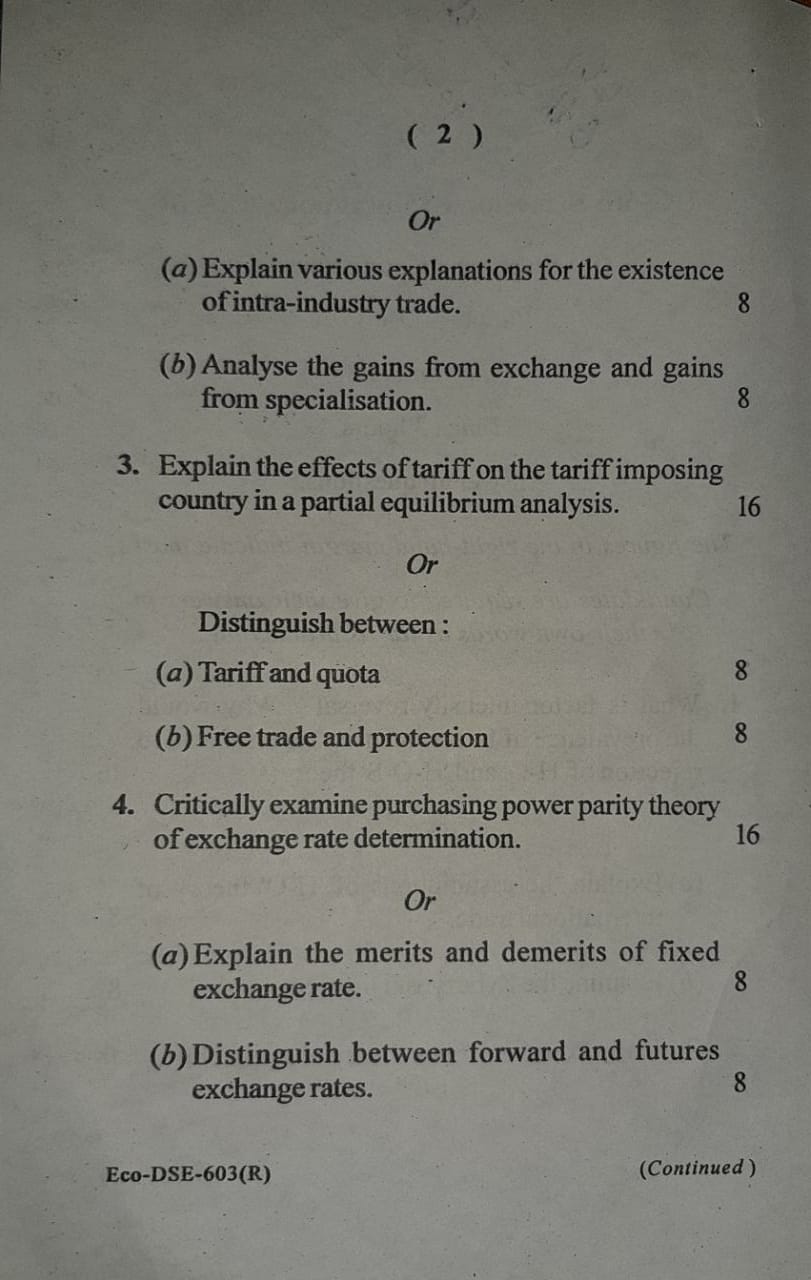 ( 2 )
Or
(a) Explain various explanations for the existence
of intra-industry trade. 8
(b) Analyse the gains from exchange and gains
from specialisation. 8
3. Explain the effects of tariff on the tariff imposing
country in a partial equilibrium analysis. 16
Or
Distinguish between :
(a) Tariff and quota 8
(b) Free trade and protection 8
4. Critically examine purchasing power parity theory
of exchange rate determination. 16
Or
(a) Explain the merits and demerits of fixed
exchange rate. 8
(b) Distinguish between forward and futures
exchange rates. 8
Eco-DSE-603(R) (Continued)